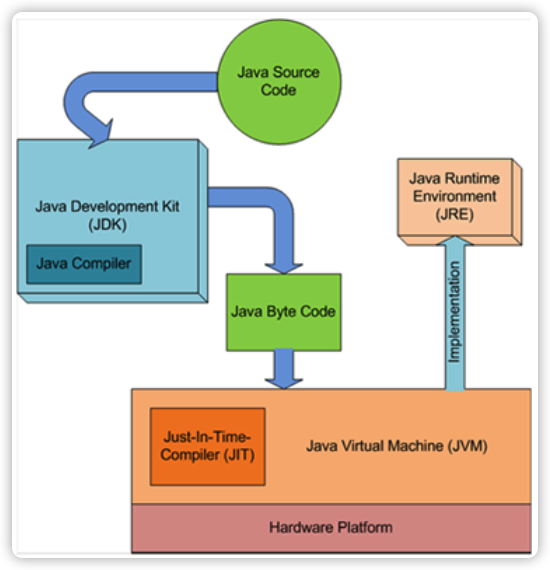 Java Source
Code
Java Development Kit
(JDK)
Java Compiler
Java Runtime
Environment
(JRE)
Java Byte Code
Implementation
Just-In-Time-
Compiler (JIT)
Java Virtual Machine (JVM)
Hardware Platform